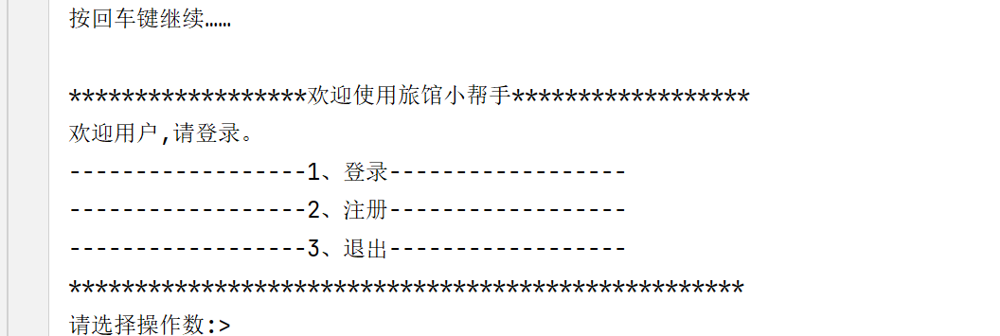 按回车键继续……
******************欢迎使用旅馆小帮手******************
欢迎用户,请登录。
------------------1、登录------------------
------------------2、注册------------------
------------------3、退出------------------
***************************************************
请选择操作数:>